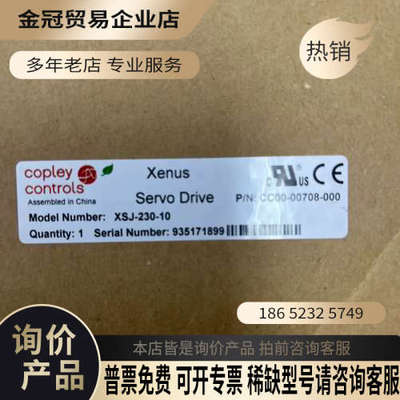 金冠贸易企业店
多年老店 专业服务
热销
copley
controls
Assembled in China
Xenus
Servo Drive
C UL US CE
P/N: CC00-00708-000
Model Number: XSJ-230-10
Quantity: 1 Serial Number: 935171899
186 5232 5749
询价
产品
本店皆是询价产品 拍前咨询客服
普票免费 可开专票 稀缺型号请咨询客服